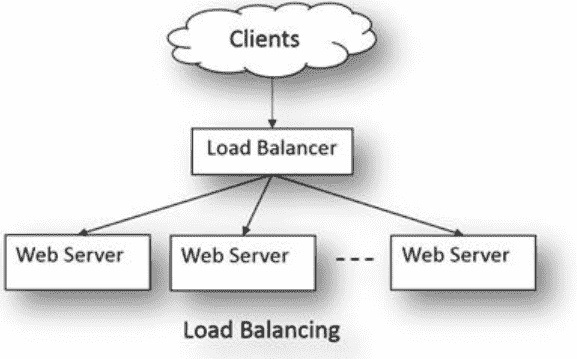 Clients
Load Balancer
Web Server
Web Server
Web Server
Load Balancing